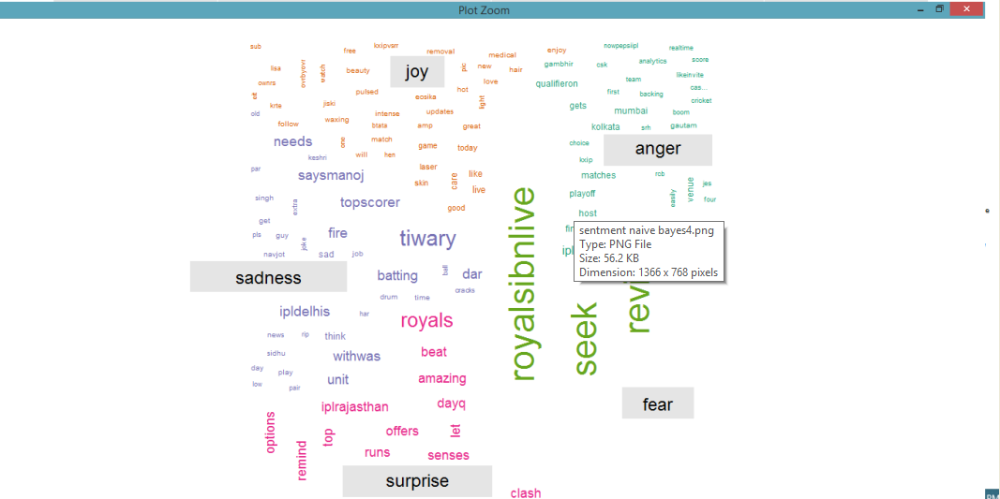 Plot Zoom
sub
free
kxipvsrr
removal
medical
enjoy
nowpepsiipl
realtime
lisa
ovrbyovr
watch
beauty
joy
pic
new
hair
gambhir
csk
analytics
score
ownrs
pulsed
hot
love
qualifieron
team
likeinvite
elt
krte
jiski
eosika
light
first
backing
cas...
cricket
old
follow
waxing
intense
updates
gets
mumbai
boom
btata
amp
great
kolkata
srh
gautam
needs
one
match
game
today
choice
anger
keshri
will
hen
kxip
par
saysmanoj
laser
skin
care
like
live
matches
rcb
easily
venue
jes
four
singh
extra
topscorer
good
playoff
get
host
pls
guy
joke
fire
tiwary
royalsibnlive
fin
sentment naive bayes4.png
Type: PNG File
Size: 56.2 KB
Dimension: 1366 x 768 pixels
navjot
sad
job
ipl
sadness
batting
ball
dar
cracks
drum
time
ipldelhis
har
royals
seek
rev
news
rip
think
sidhu
withwas
beat
day
play
low
pair
unit
amazing
iplrajasthan
dayq
fear
options
remind
top
offers
let
runs
senses
surprise
clash
e